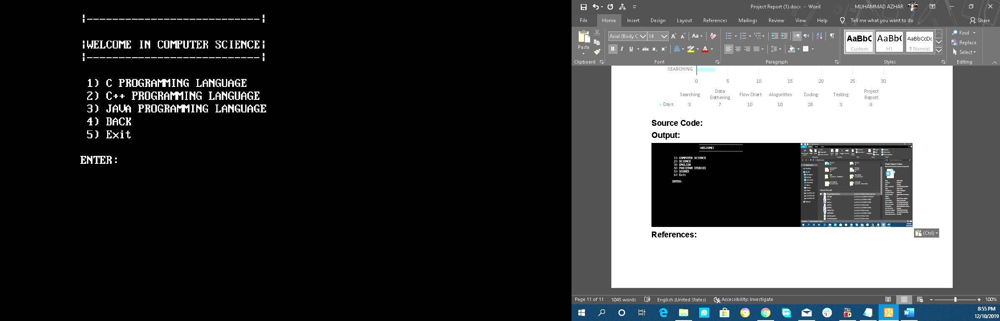 ¦---------------------------¦
¦WELCOME IN COMPUTER SCIENCE¦
¦---------------------------¦
1) C PROGRAMMING LANGUAGE
2) C++ PROGRAMMING LANGUAGE
3) JAVA PROGRAMMING LANGUAGE
4) BACK
5) Exit
ENTER:
Project Report (1).docx - Word
MUHAMMAD AZHAR
File Home Insert Design Layout References Mailings Review View Help Tell me what you want to do Share
Paste
Arial (Body C 14
AaBbC AaBbC AaBbCcDc
Custom H1 ¶ Normal
Find
Replace
Select
Clipboard Font Paragraph Styles Editing
SEARCHING
0 5 10 15 20 25 30
Searching Data Gathering Flow Chart Alogorithm Coding Testing Project Report
Days 3 7 10 10 28 3 8
Source Code:
Output:
¦WELCOME¦
1) COMPUTER SCIENCE
2) SCIENCE
3) ENGLISH
4) PAKISTAN STUDIES
5) SCORES
6) Exit
ENTER:
References:
(Ctrl)
Page 11 of 11 1045 words English (United States) Accessibility: Investigate 100%
8:55 PM
12/10/2019